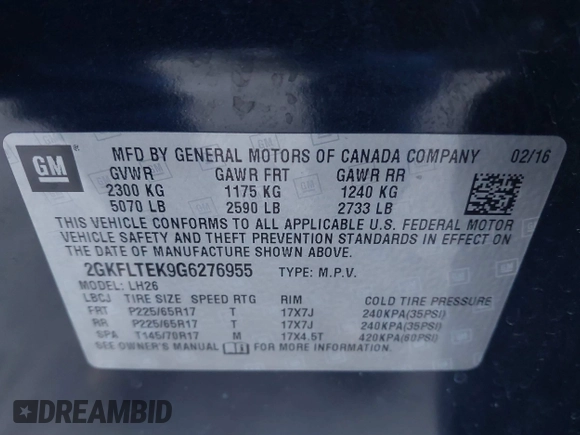 GM
MFD BY GENERAL MOTORS OF CANADA COMPANY 02/16
GVWR GAWR FRT GAWR RR
2300 KG 1175 KG 1240 KG
5070 LB 2590 LB 2733 LB
THIS VEHICLE CONFORMS TO ALL APPLICABLE U.S. FEDERAL MOTOR
VEHICLE SAFETY AND THEFT PREVENTION STANDARDS IN EFFECT ON
THE DATE OF MANUFACTURE SHOWN ABOVE.
2GKFLTEK9G6276955 TYPE: M.P.V.
MODEL: LH26
LBCJ TIRE SIZE SPEED RTG RIM COLD TIRE PRESSURE
FRT P225/65R17 T 17X7J 240KPA(35PSI)
RR P225/65R17 T 17X7J 240KPA(35PSI)
SPA T145/70R17 M 17X4.5T 420KPA(60PSI)
SEE OWNER'S MANUAL FOR MORE INFORMATION.
DREAMBID